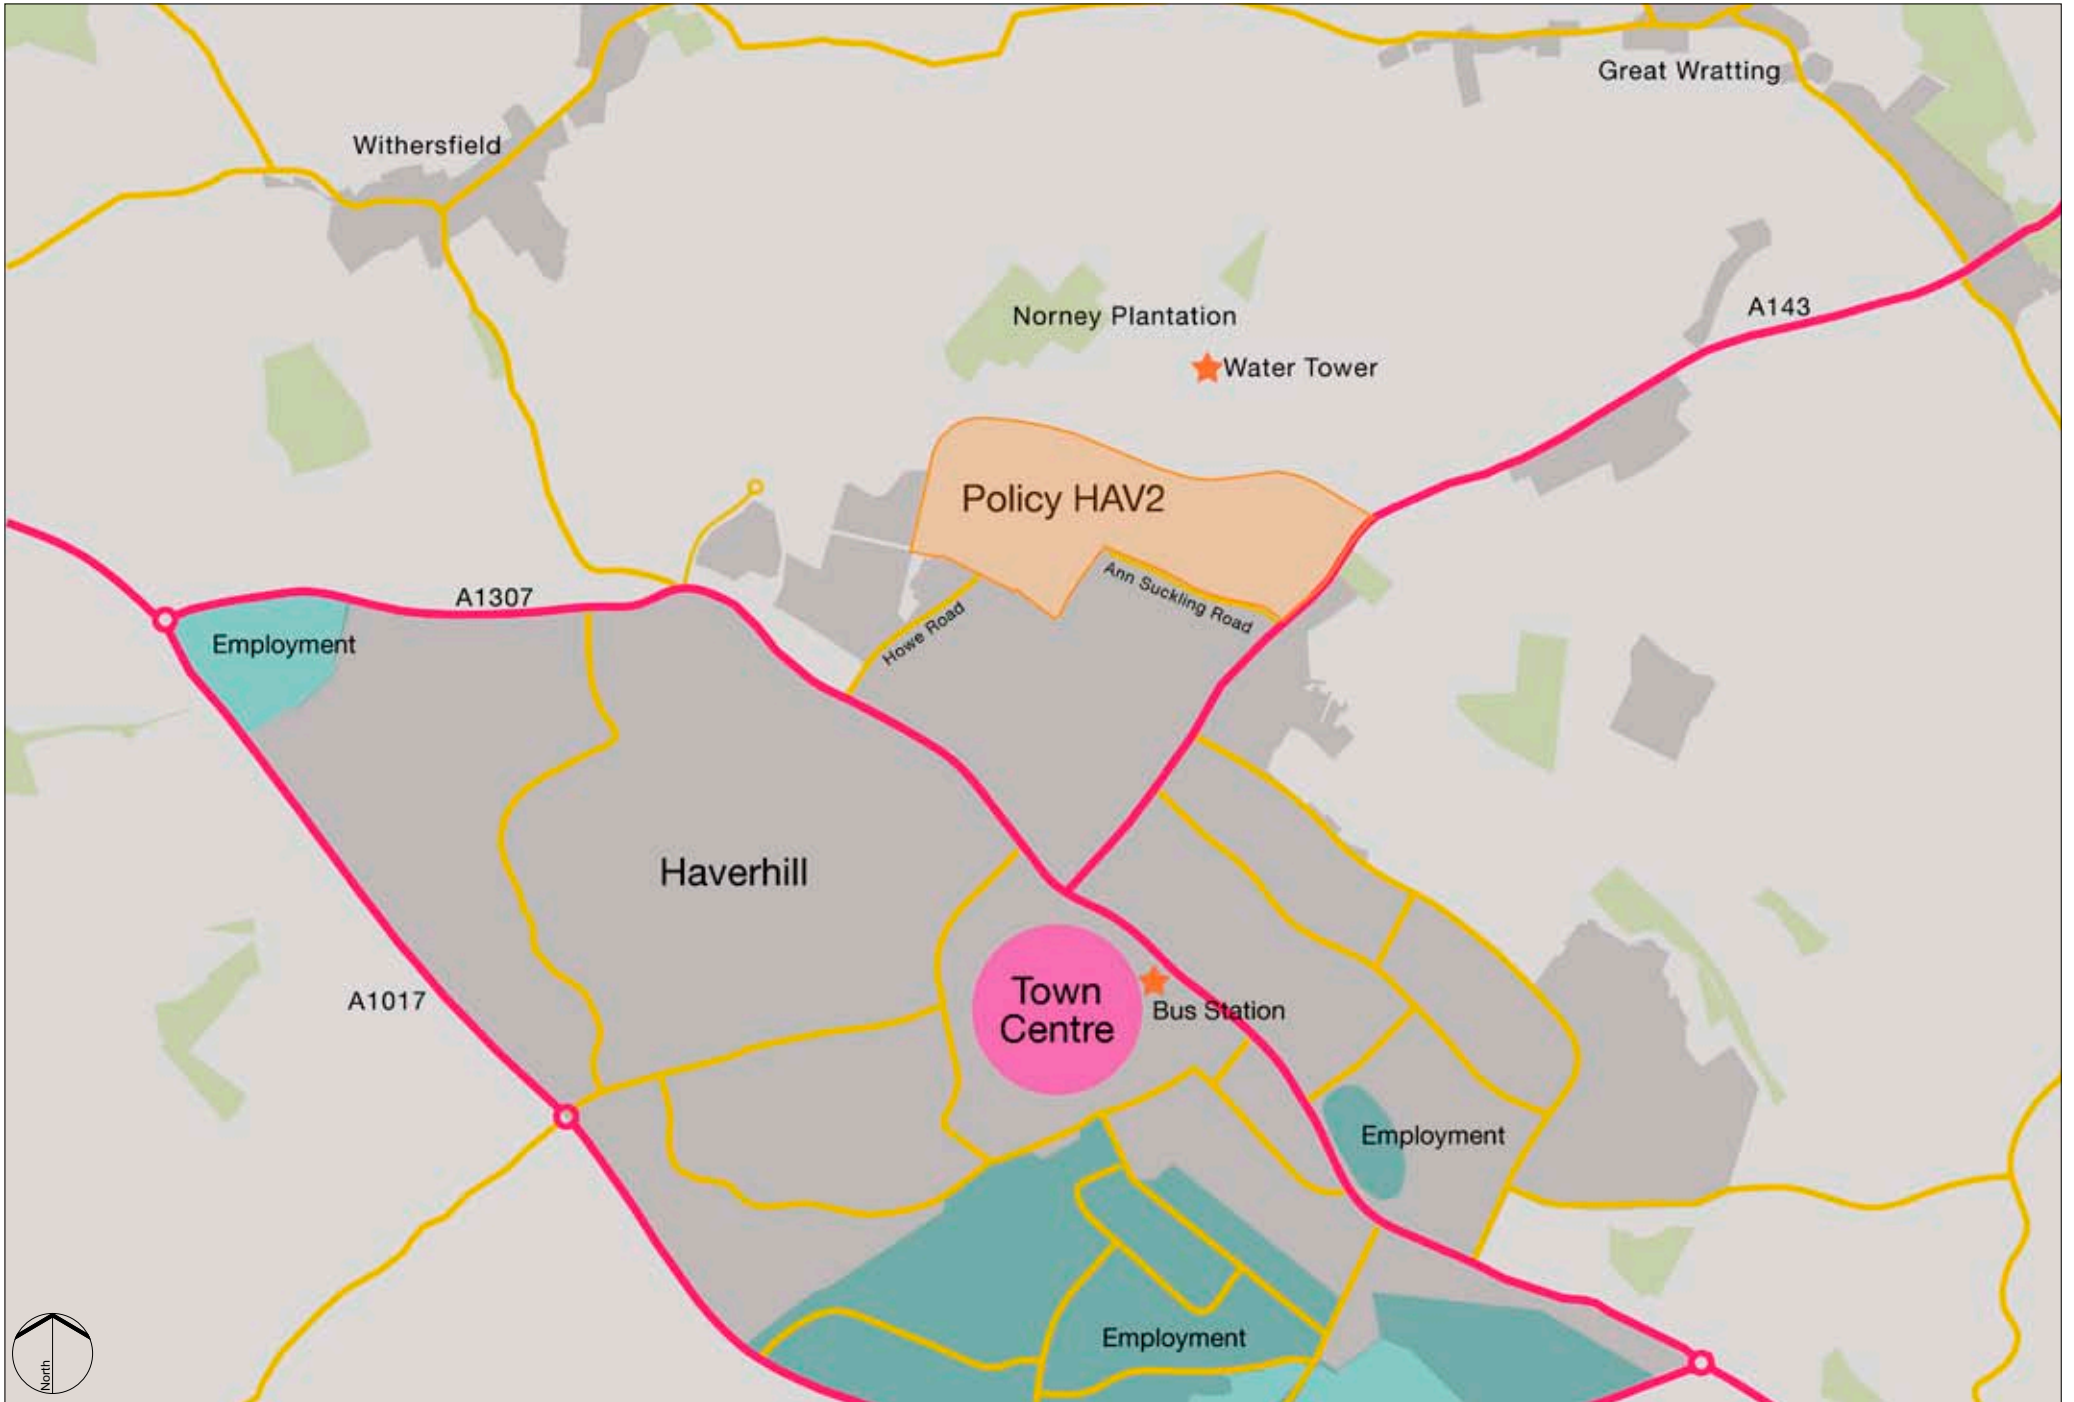 Great Wratting
Withersfield
A143
Norney Plantation
Water Tower
Policy HAV2
Ann Suckling Road
A1307
Howe Road
Employment
Haverhill
A1017
Town
Centre
Bus Station
Employment
Employment
North